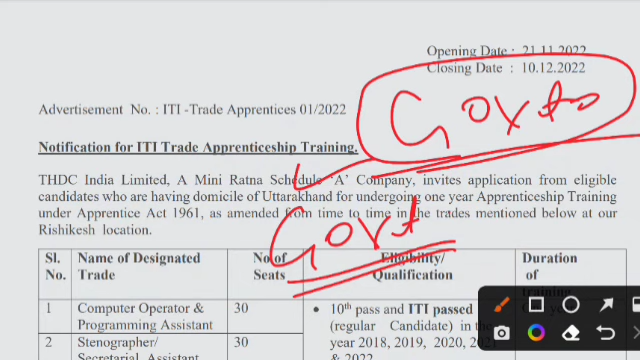 Opening Date : 21.11.2022
Closing Date : 10.12.2022
Govt
Advertisement No. : ITI -Trade Apprentices 01/2022
Notification for ITI Trade Apprenticeship Training.
THDC India Limited, A Mini Ratna Schedule 'A' Company, invites application from eligible
candidates who are having domicile of Uttarakhand for undergoing one year Apprenticeship Training
under Apprentice Act 1961, as amended from time to time in the trades mentioned below at our
Rishikesh location.
Govt
Sl. No. Name of Designated Trade No of Seats Eligibility/ Qualification Duration of Training
1 Computer Operator & Programming Assistant 30 • 10th pass and ITI passed
2 Stenographer/ Secretarial Assistant 30 (regular Candidate) in the
year 2018, 2019, 2020, 2021
& 2022